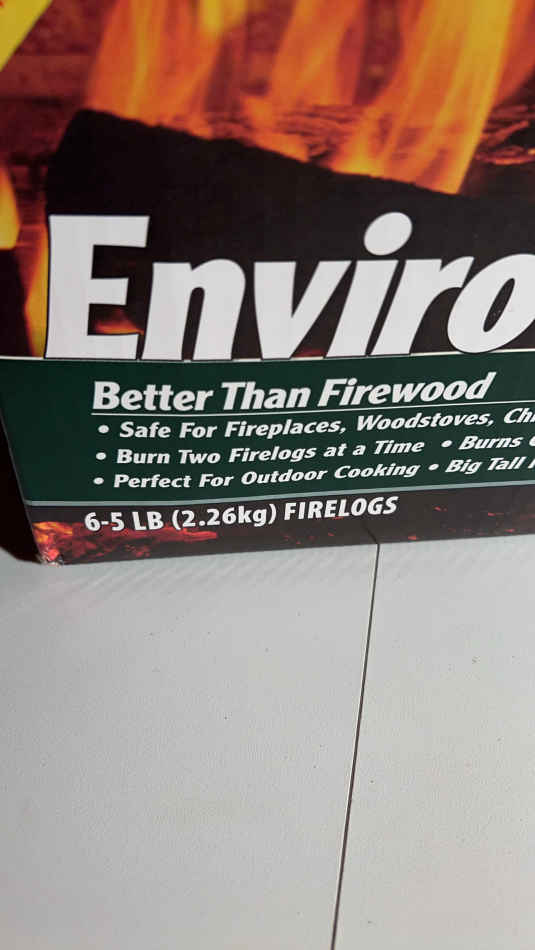 Enviro
Better Than Firewood
• Safe For Fireplaces, Woodstoves,
• Burn Two Firelogs at a Time • Burns
• Perfect For Outdoor Cooking • Big Tall
6-5 LB (2.26kg) FIRELOGS